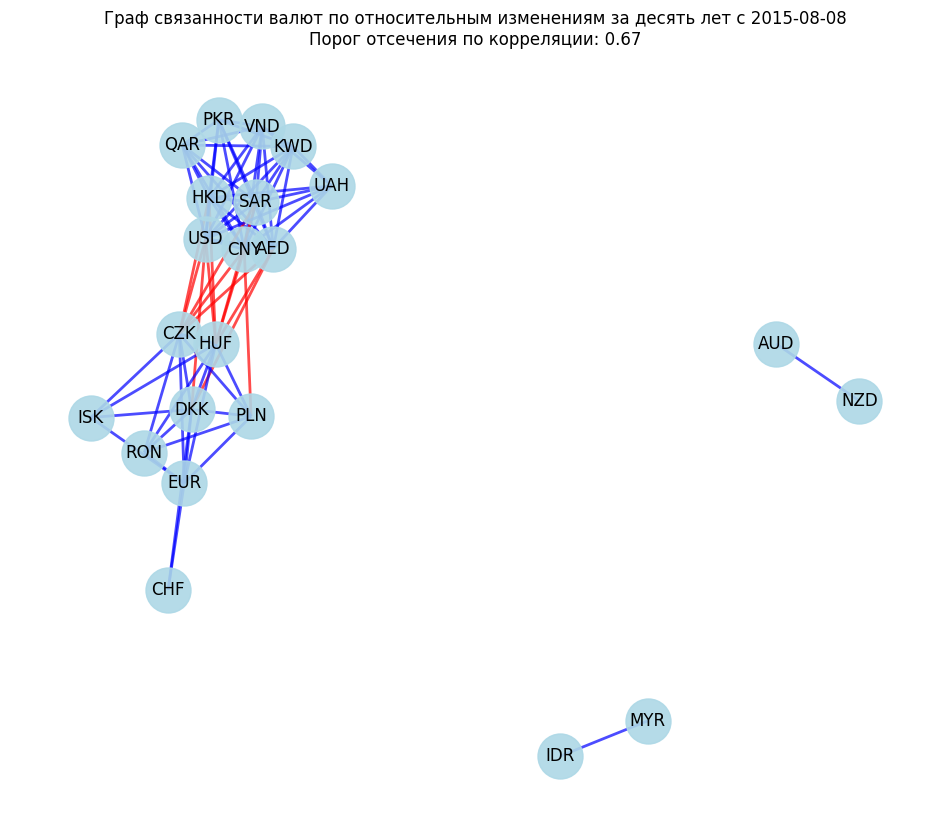 Граф связанности валют по относительным изменениям за десять лет с 2015-08-08
Порог отсечения по корреляции: 0.67
PKR
VND
QAR
KWD
UAH
HKD
SAR
USD
CNY
AED
CZK
HUF
AUD
NZD
DKK
PLN
ISK
RON
EUR
CHF
MYR
IDR